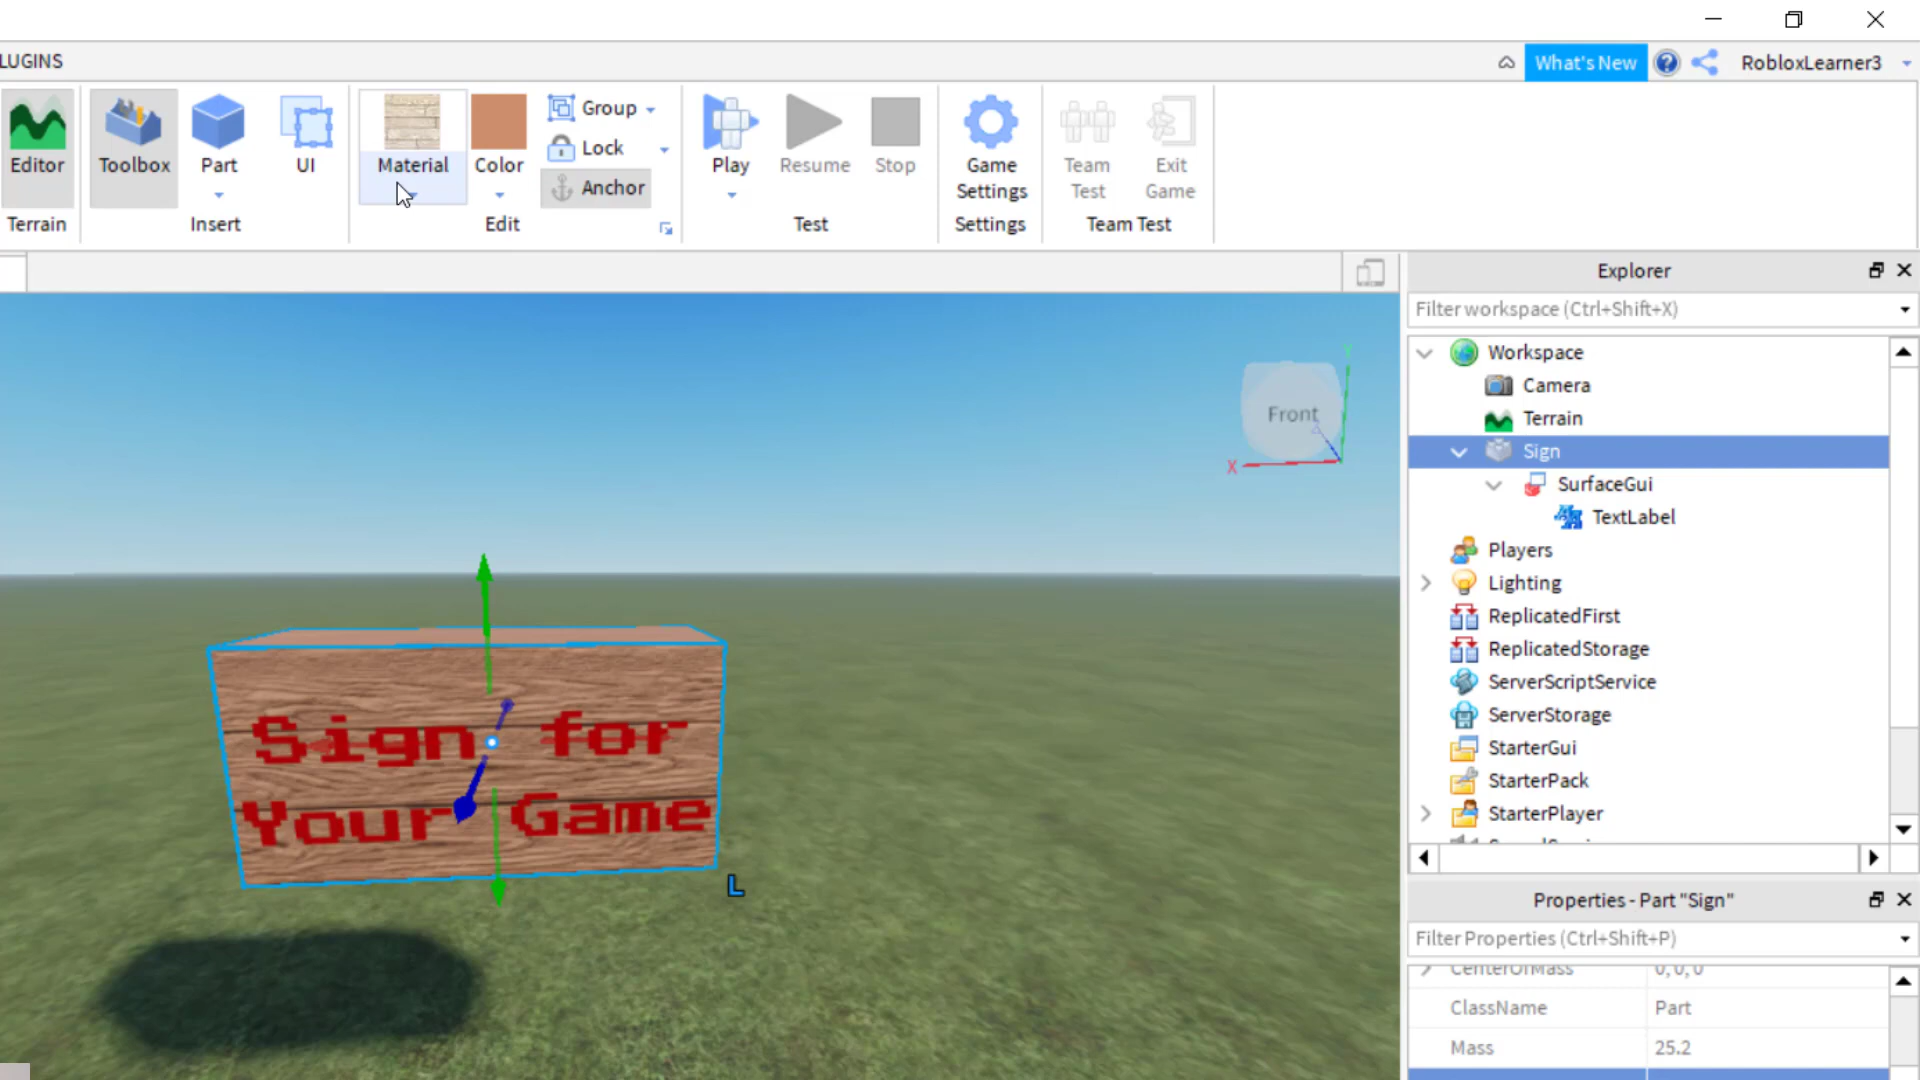 LUGINS
What's New
RobloxLearner3
Editor
Toolbox
Part
UI
Material
Color
Group
Lock
Anchor
Play
Resume
Stop
Game
Settings
Team
Test
Exit
Game
Terrain
Insert
Edit
Test
Settings
Team Test
Explorer
Filter workspace (Ctrl+Shift+X)
Workspace
Camera
Terrain
Sign
SurfaceGui
TextLabel
Players
Lighting
ReplicatedFirst
ReplicatedStorage
ServerScriptService
ServerStorage
StarterGui
StarterPack
StarterPlayer
Front
X
Sign for
Your Game
L
Properties - Part "Sign"
Filter Properties (Ctrl+Shift+P)
CenterOfMass 0, 0, 0
ClassName Part
Mass 25.2